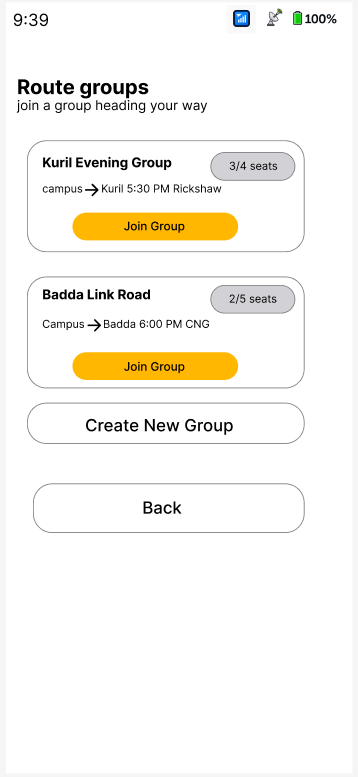 9:39 100%
Route groups
join a group heading your way
Kuril Evening Group 3/4 seats
campus → Kuril 5:30 PM Rickshaw
Join Group
Badda Link Road 2/5 seats
Campus → Badda 6:00 PM CNG
Join Group
Create New Group
Back